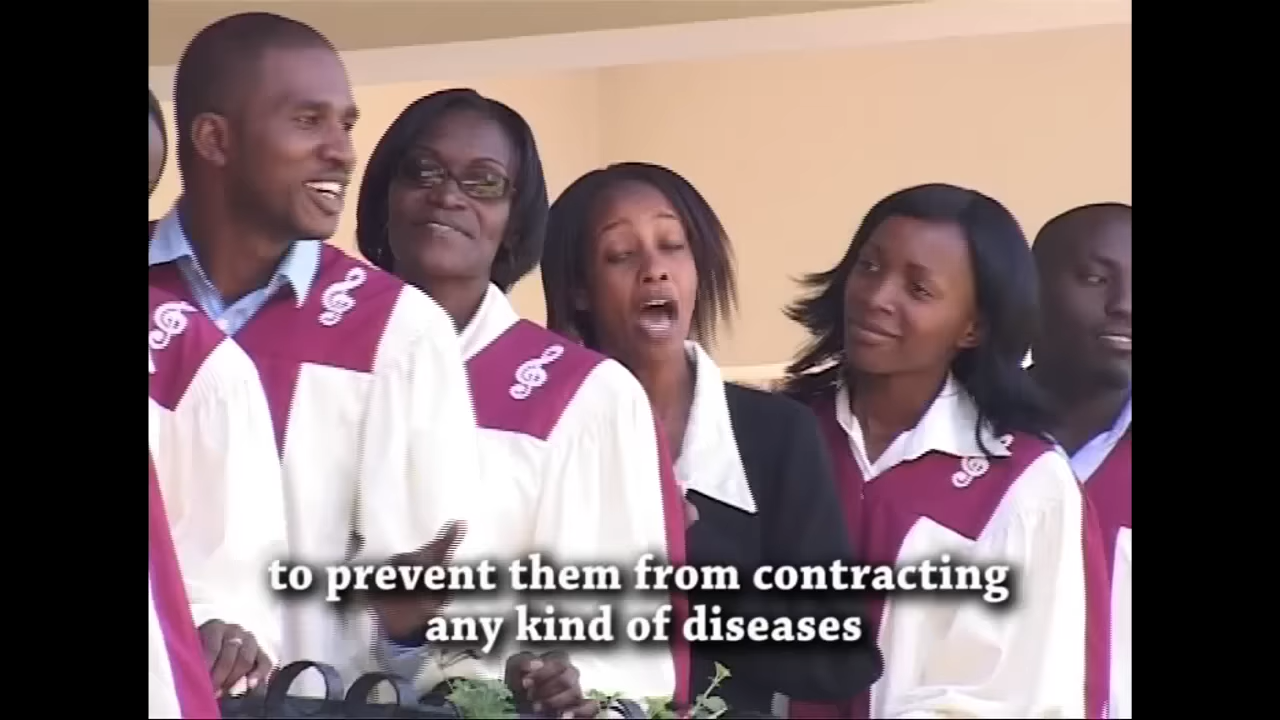 to prevent them from contracting
any kind of diseases